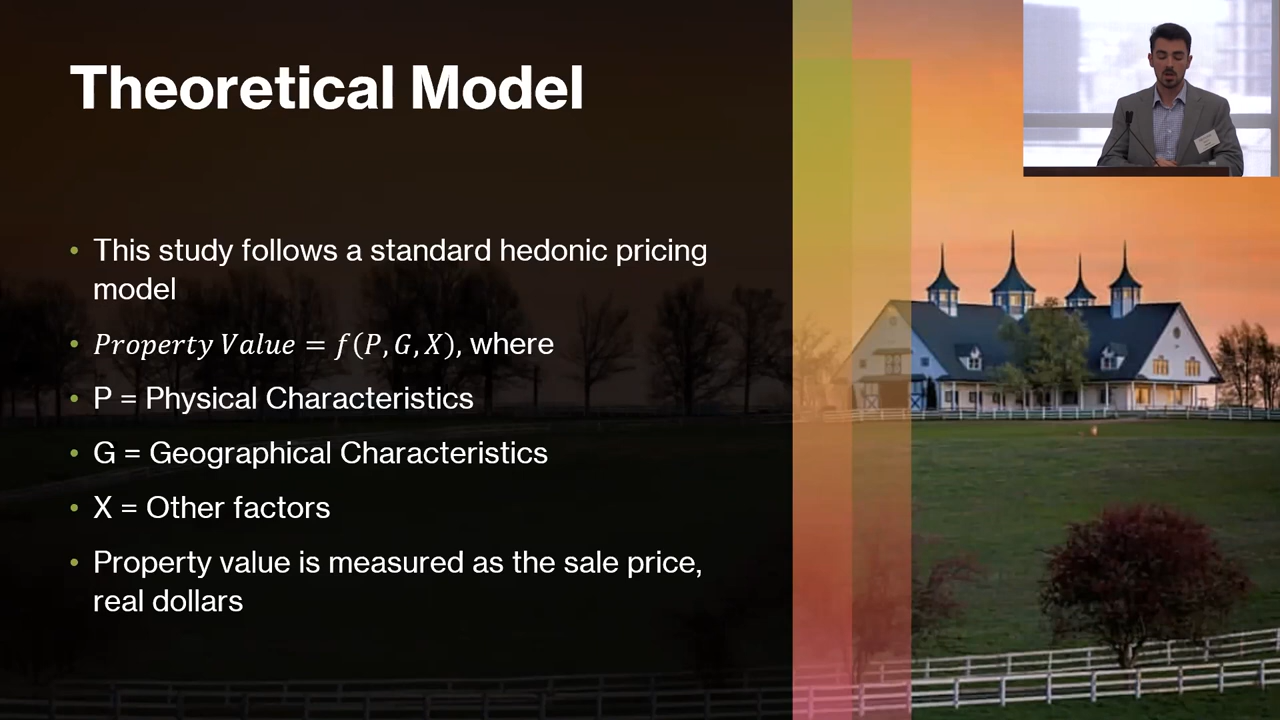 Theoretical Model
• This study follows a standard hedonic pricing
model
• Property Value = f(P, G, X), where
• P = Physical Characteristics
• G = Geographical Characteristics
• X = Other factors
• Property value is measured as the sale price,
real dollars